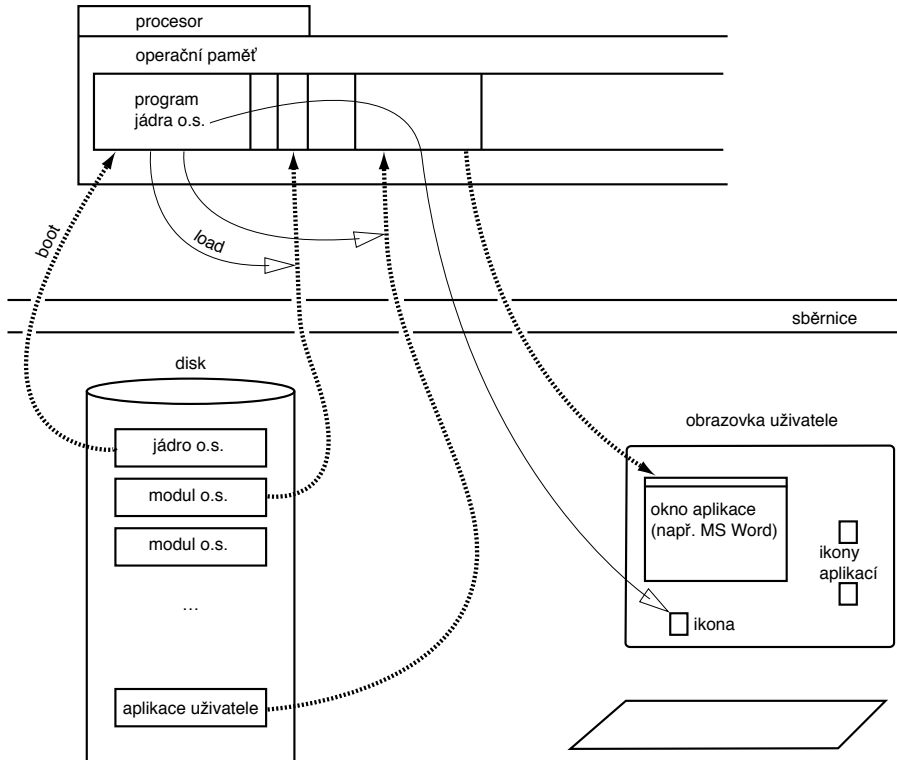 procesor
operační paměť
program
jádra o.s.
boot
load
sběrnice
disk
obrazovka uživatele
jádro o.s.
modul o.s.
modul o.s.
...
aplikace uživatele
okno aplikace
(např. MS Word)
ikony
aplikací
ikona